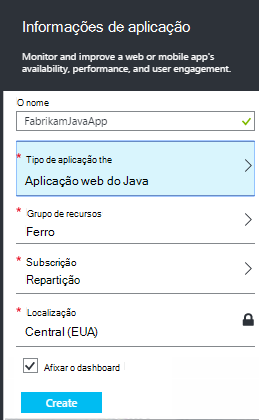 Informações de aplicação
Monitor and improve a web or mobile app's
availability, performance, and user engagement.
O nome
FabrikamJavaApp
* Tipo de aplicação the
Aplicação web do Java
* Grupo de recursos
Ferro
* Subscrição
Repartição
* Localização
Central (EUA)
Afixar o dashboard
Create